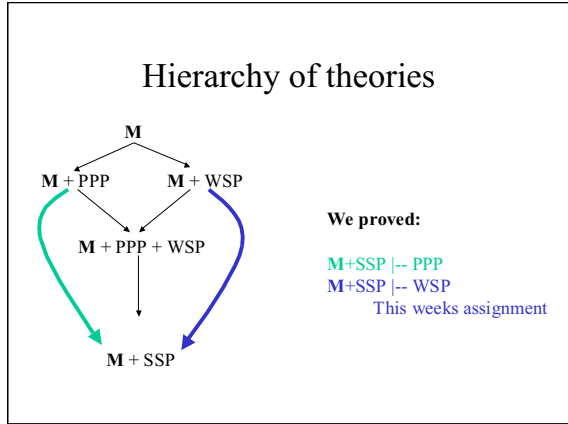 Hierarchy of theories
M
M + PPP
M + WSP
M + PPP + WSP
M + SSP
We proved:
M+SSP |-- PPP
M+SSP |-- WSP
This weeks assignment